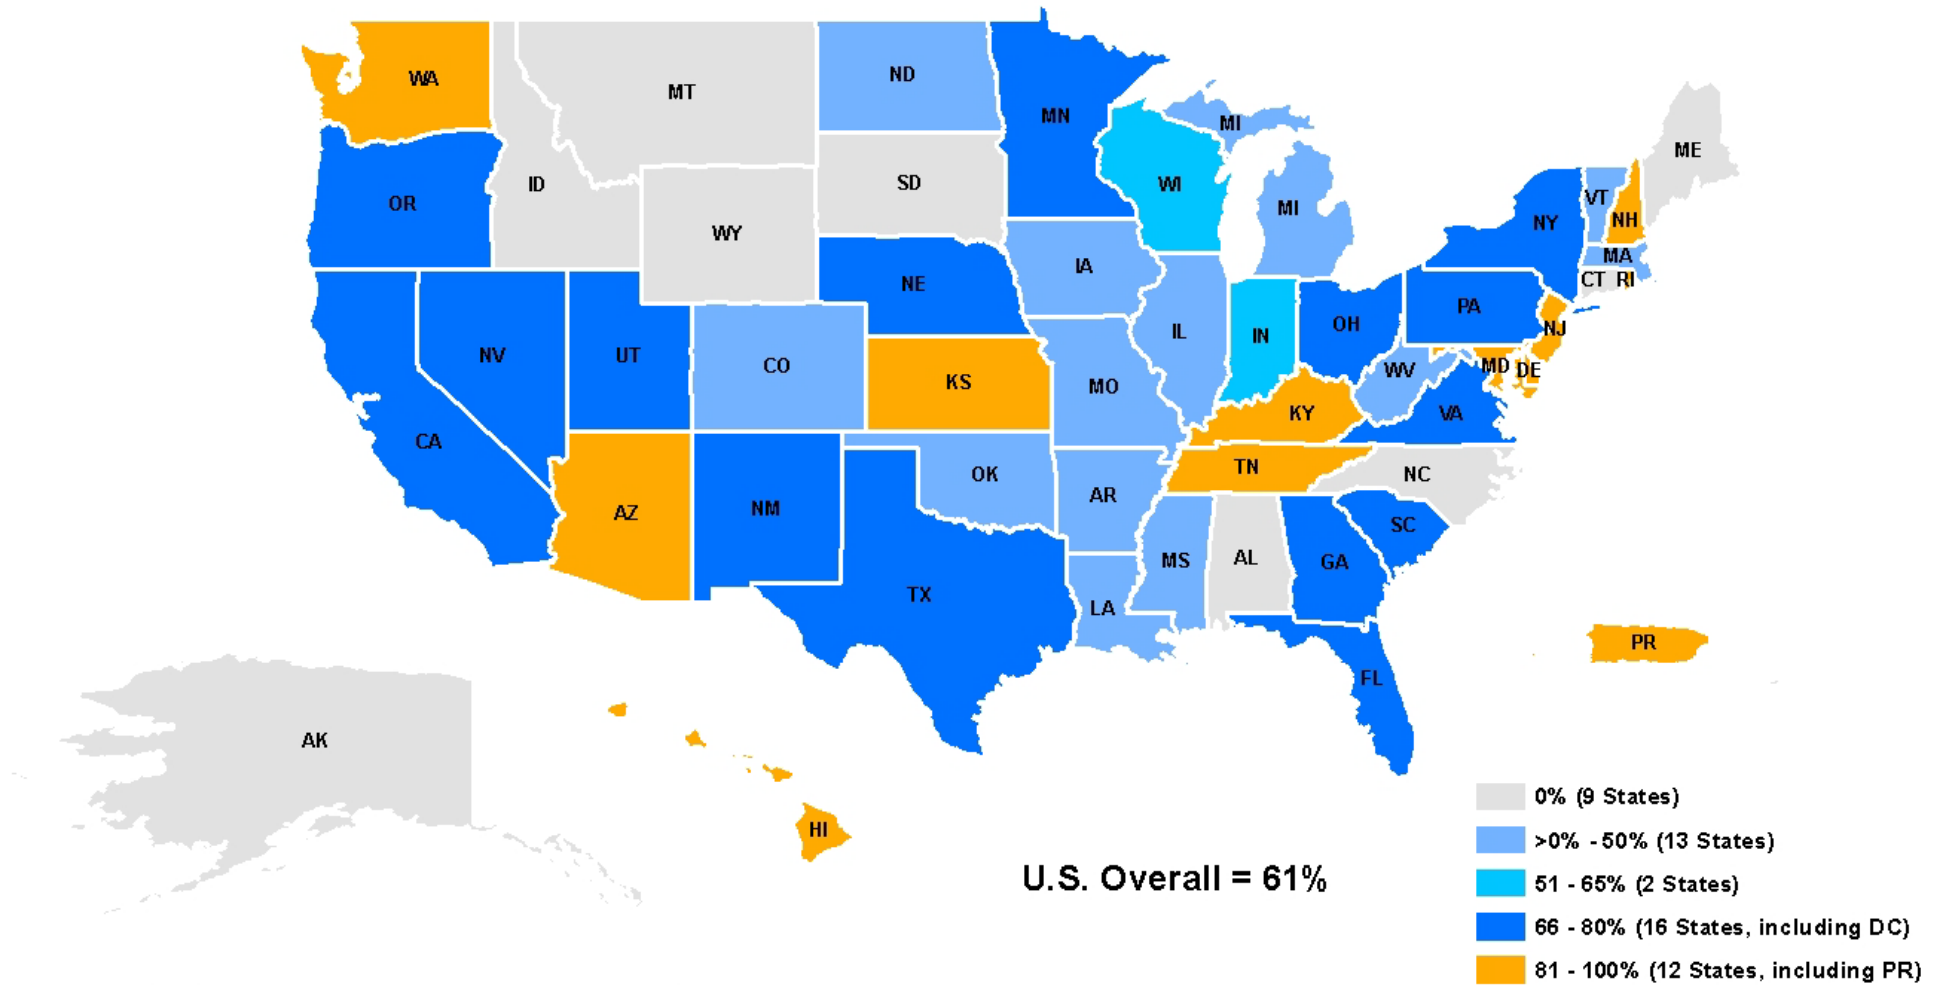 WA
MT
ND
MN
MI
ME
OR
ID
SD
WI
MI
VT
NH
NY
WY
MA
IA
NE
CT RI
PA
NV
UT
CO
KS
MO
IL
IN
OH
NJ
WV
MD DE
CA
KY
VA
AZ
NM
OK
AR
TN
NC
TX
LA
MS
AL
GA
SC
FL
PR
AK
HI
U.S. Overall = 61%
0% (9 States)
>0% - 50% (13 States)
51 - 65% (2 States)
66 - 80% (16 States, including DC)
81 - 100% (12 States, including PR)